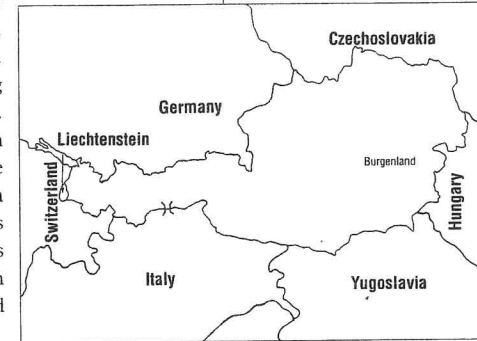 Czechoslovakia
Germany
Liechtenstein
Burgenland
Switzerland
Hungary
Italy
Yugoslavia